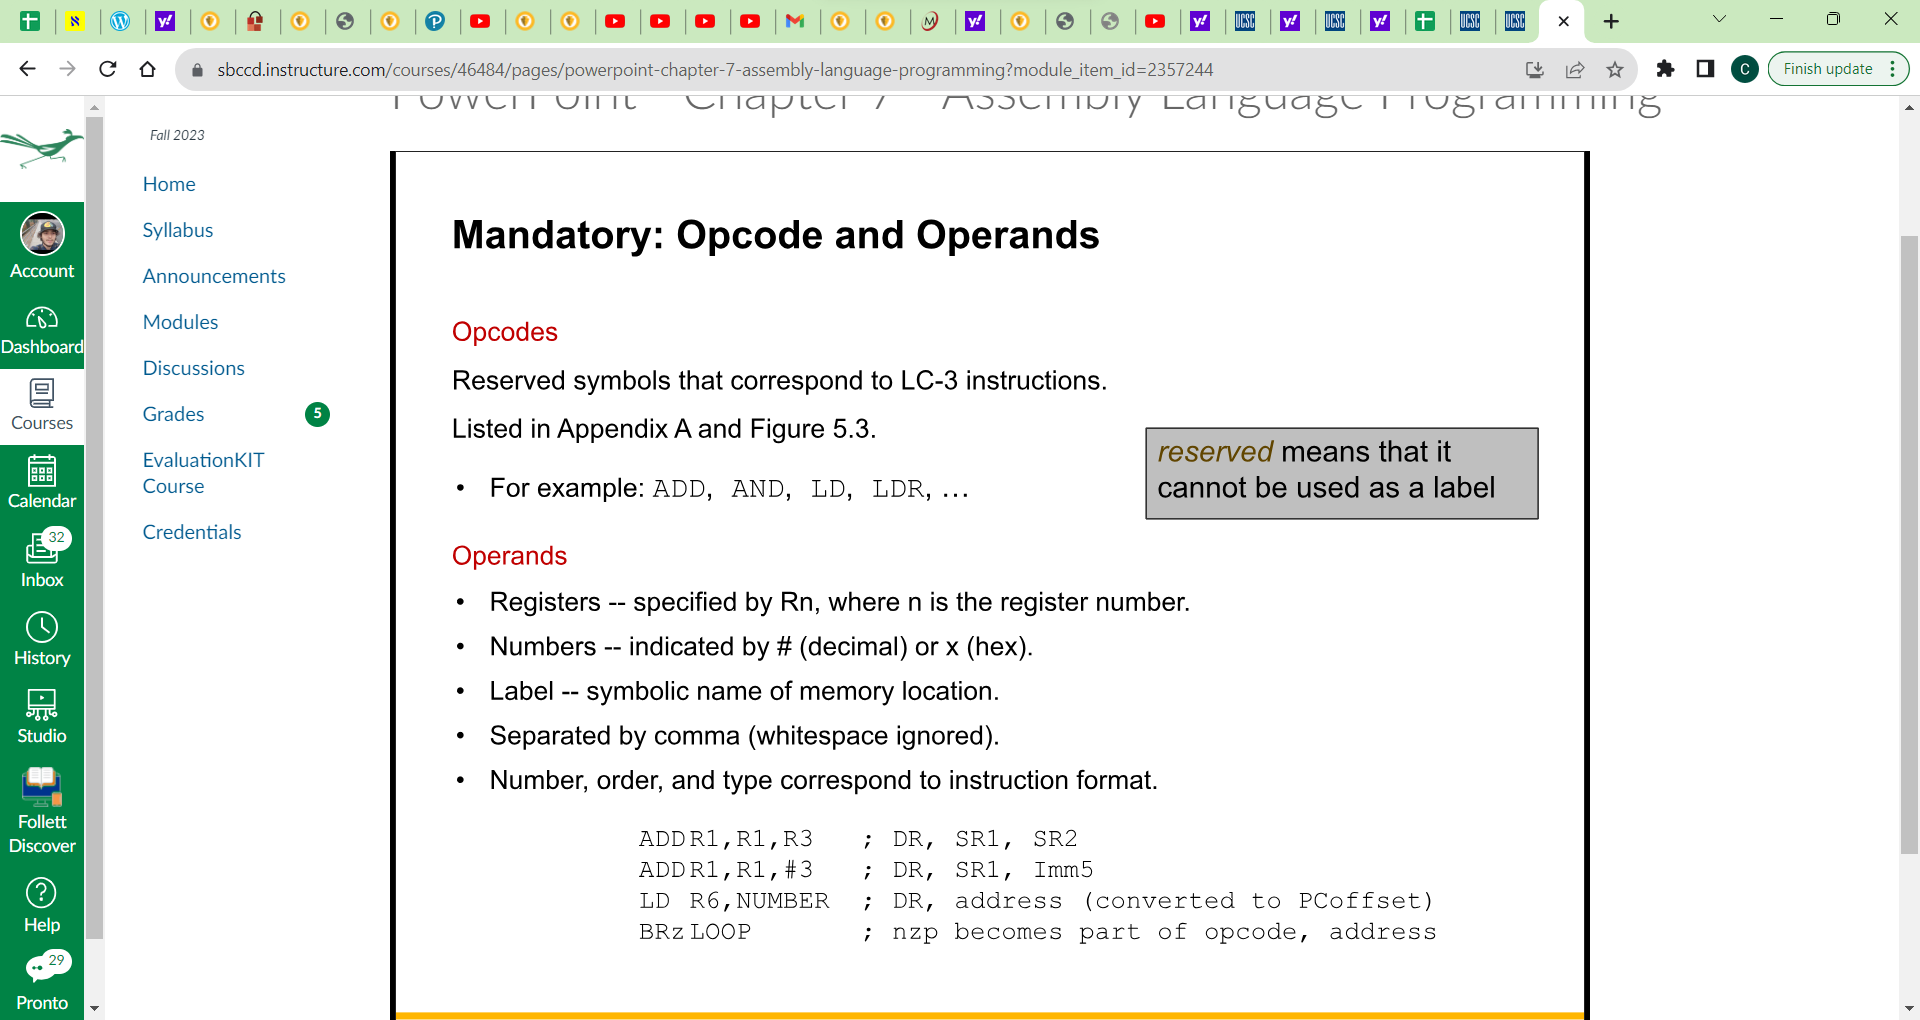 sbccd.instructure.com/courses/46484/pages/powerpoint-chapter-7-assembly-language-programming?module_item_id=2357244
C
Finish update
PowerPoint - Chapter 7 - Assembly Language Programming
Fall 2023
Home
Syllabus
Announcements
Modules
Discussions
Grades 5
EvaluationKIT
Course
Credentials
Account
Dashboard
Courses
Calendar
32
Inbox
History
Studio
Follett
Discover
Help
29
Pronto
Mandatory: Opcode and Operands
Opcodes
Reserved symbols that correspond to LC-3 instructions.
Listed in Appendix A and Figure 5.3.
• For example: ADD, AND, LD, LDR, …
reserved means that it
cannot be used as a label
Operands
• Registers -- specified by Rn, where n is the register number.
• Numbers -- indicated by # (decimal) or x (hex).
• Label -- symbolic name of memory location.
• Separated by comma (whitespace ignored).
• Number, order, and type correspond to instruction format.
ADD R1,R1,R3 ; DR, SR1, SR2
ADD R1,R1,#3 ; DR, SR1, Imm5
LD R6,NUMBER ; DR, address (converted to PCoffset)
BRz LOOP ; nzp becomes part of opcode, address